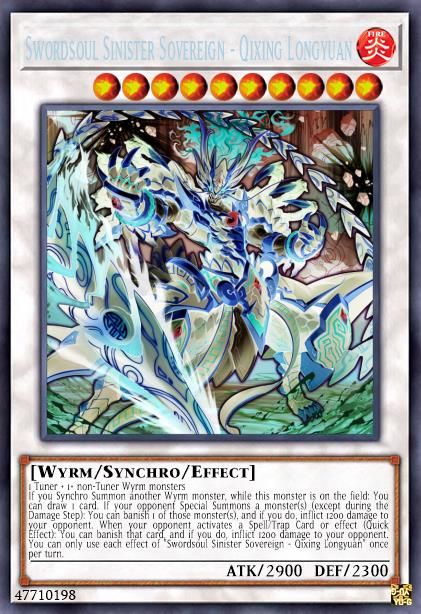 Swordsoul Sinister Sovereign - Qixing Longyuan
FIRE
炎
[Wyrm/Synchro/Effect]
1 Tuner + 1+ non-Tuner Wyrm monsters
If you Synchro Summon another Wyrm monster, while this monster is on the field: You
can draw 1 card. If your opponent Special Summons a monster(s) (except during the
Damage Step): You can banish 1 of those monster(s), and if you do, inflict 1200 damage to
your opponent. When your opponent activates a Spell/Trap Card or effect (Quick
Effect): You can banish that card, and if you do, inflict 1200 damage to your opponent.
You can only use each effect of "Swordsoul Sinister Sovereign - Qixing Longyuan" once
per turn.
ATK/2900 DEF/2300
47710198